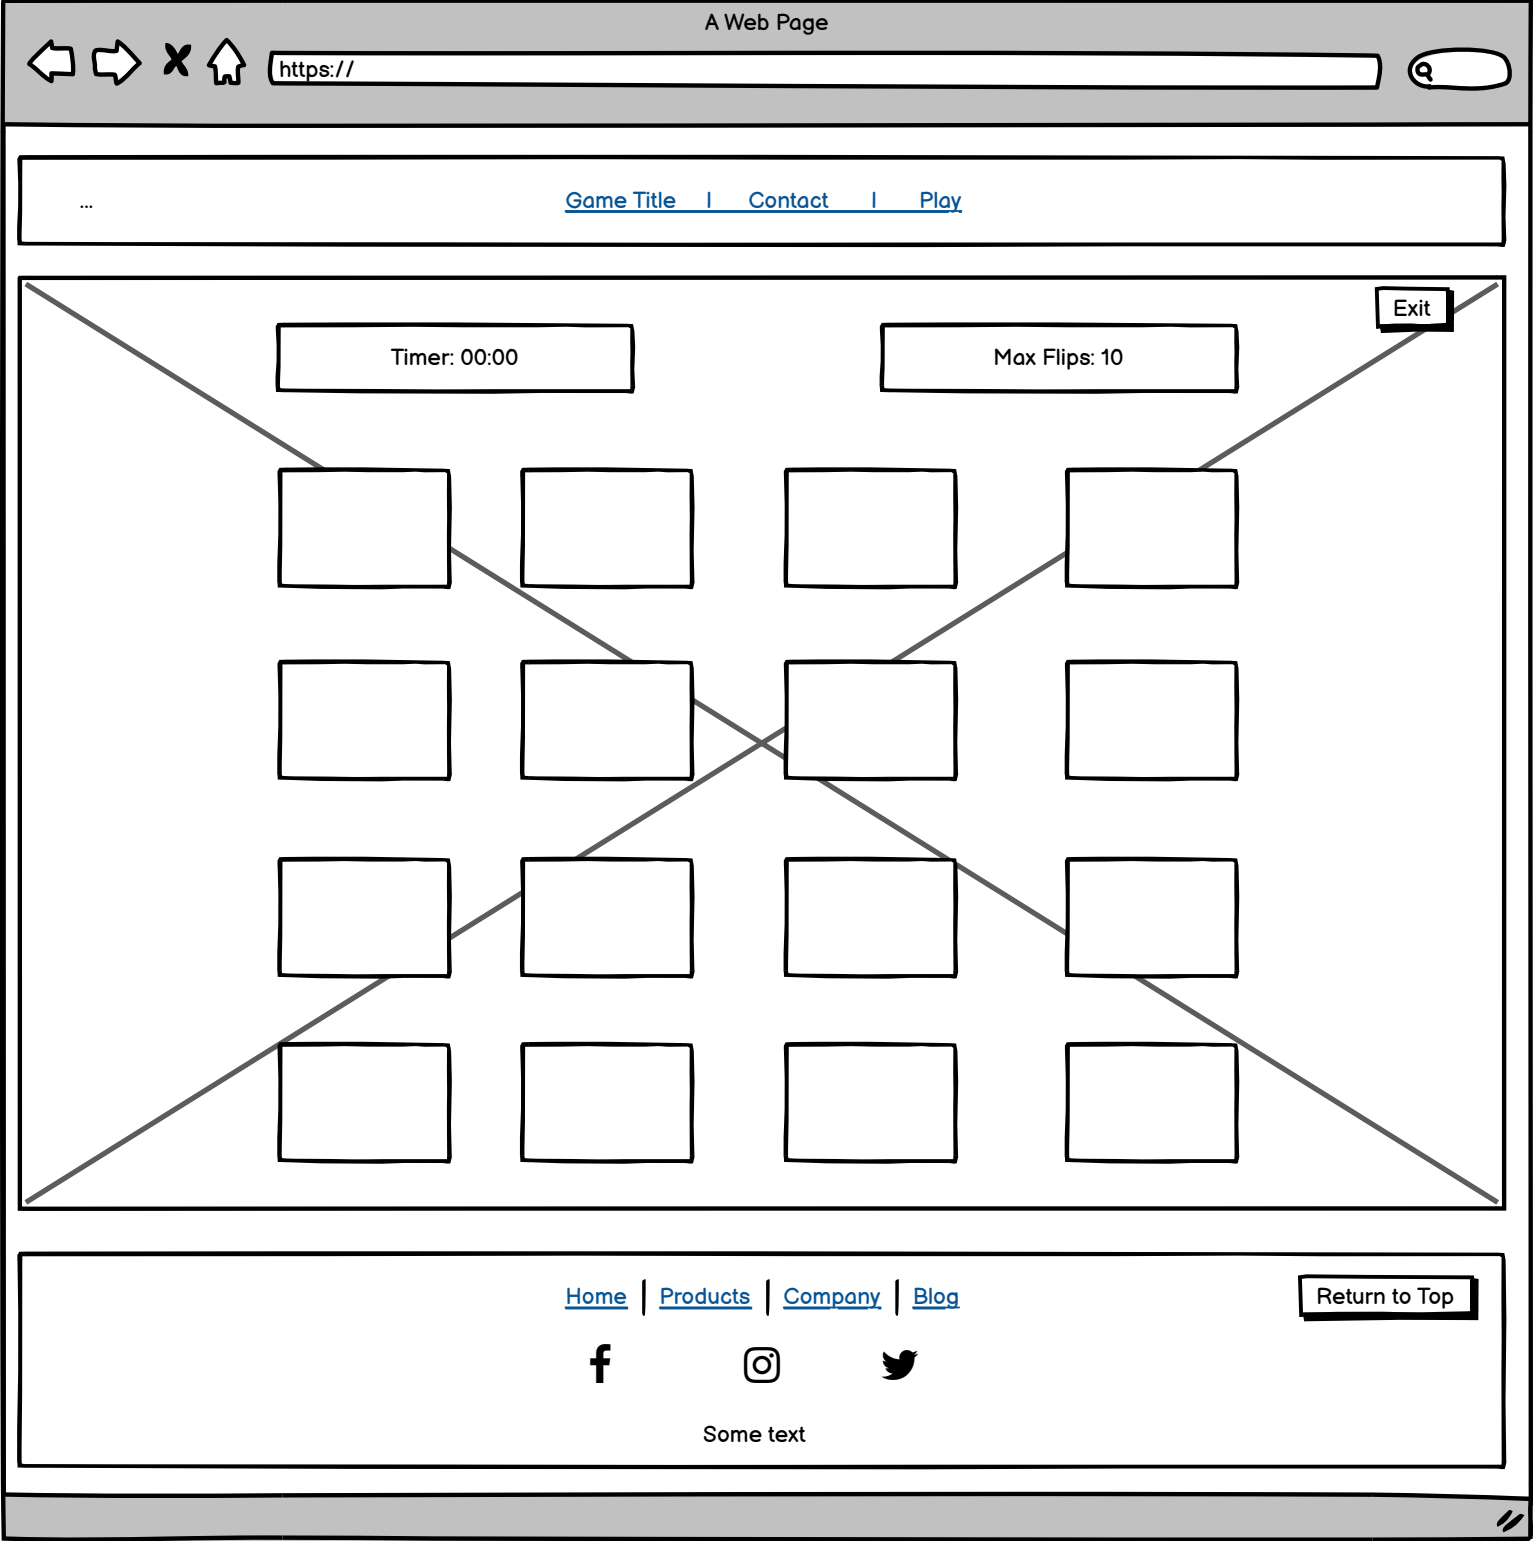 A Web Page
https://
... Game Title | Contact | Play
Exit
Timer: 00:00 Max Flips: 10
Home | Products | Company | Blog
Return to Top
Some text